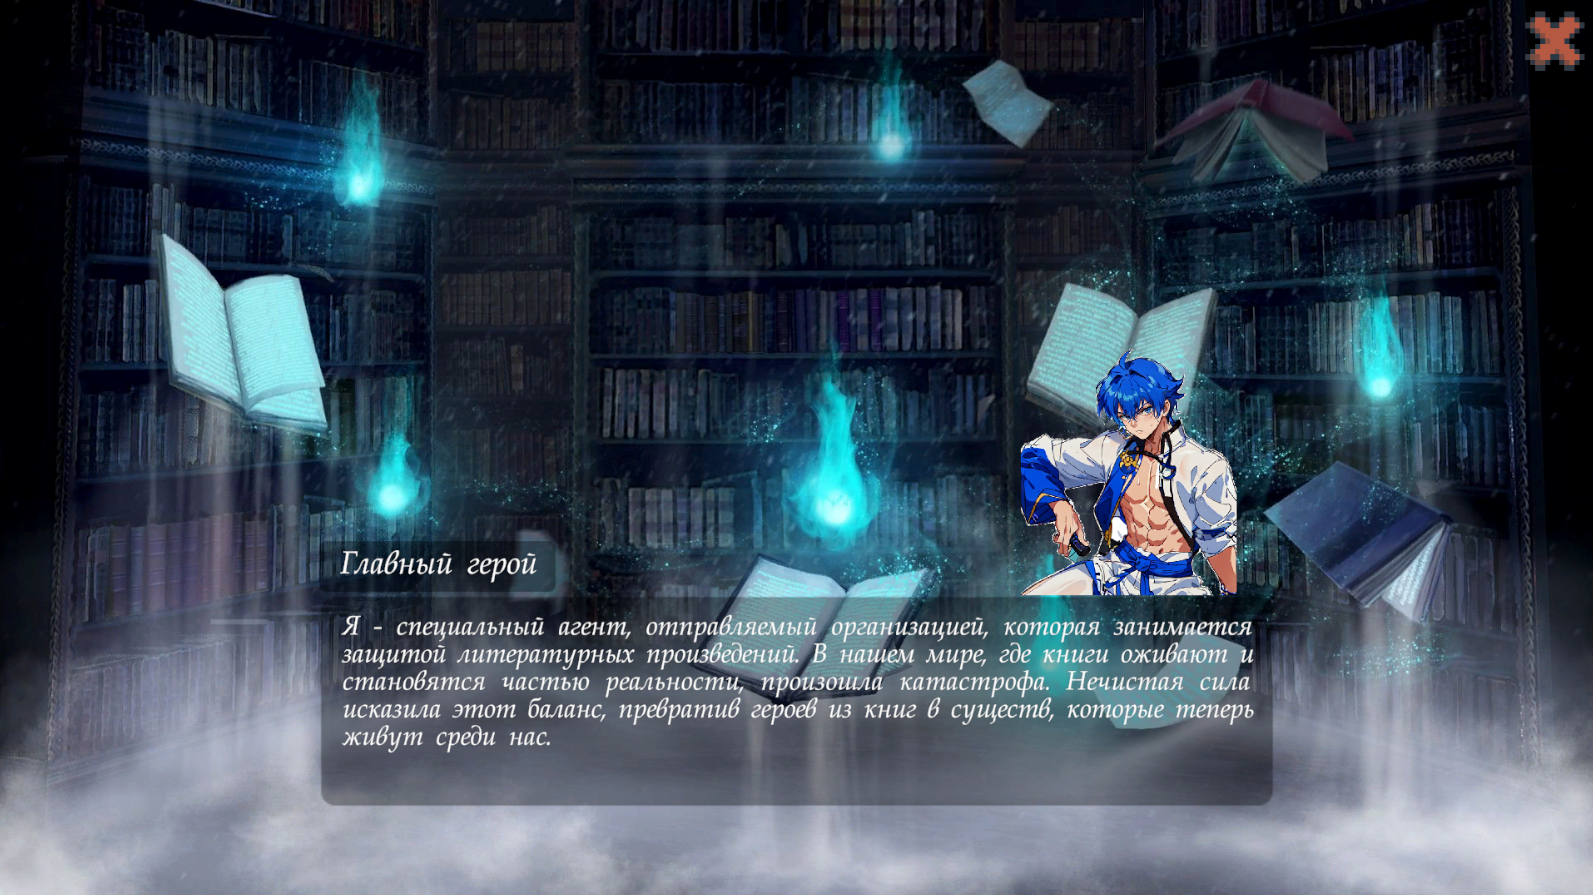 Главный герой
Я - специальный агент, отправляемый организацией, которая занимается
защитой литературных произведений. В нашем мире, где книги оживают и
становятся частью реальности, произошла катастрофа. Нечистая сила
исказила этот баланс, превратив героев из книг в существ, которые теперь
живут среди нас.